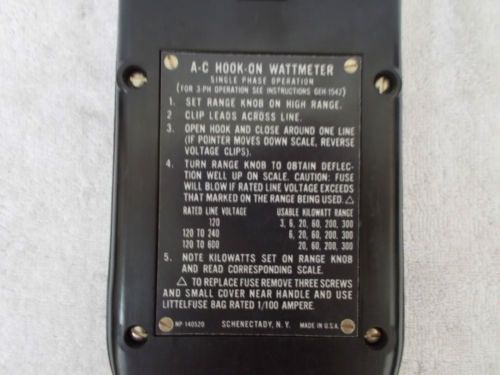 A-C HOOK-ON WATTMETER
SINGLE PHASE OPERATION
(FOR 3-PH OPERATION SEE INSTRUCTIONS GEH-1542)
1. SET RANGE KNOB ON HIGH RANGE.
2 CLIP LEADS ACROSS LINE.
3. OPEN HOOK AND CLOSE AROUND ONE LINE
(IF POINTER MOVES DOWN SCALE, REVERSE
VOLTAGE CLIPS).
4. TURN RANGE KNOB TO OBTAIN DEFLEC-
TION WELL UP ON SCALE. CAUTION: FUSE
WILL BLOW IF RATED LINE VOLTAGE EXCEEDS
THAT MARKED ON THE RANGE BEING USED. △
RATED LINE VOLTAGE USABLE KILOWATT RANGE
120 3, 6, 20, 60, 200, 300
120 TO 240 6, 20, 60, 200, 300
120 TO 600 20, 60, 200, 300
5. NOTE KILOWATTS SET ON RANGE KNOB
AND READ CORRESPONDING SCALE.
△ TO REPLACE FUSE REMOVE THREE SCREWS
AND SMALL COVER NEAR HANDLE AND USE
LITTELFUSE BAG RATED 1/100 AMPERE.
NP 140520 SCHENECTADY, N. Y. MADE IN U.S.A.